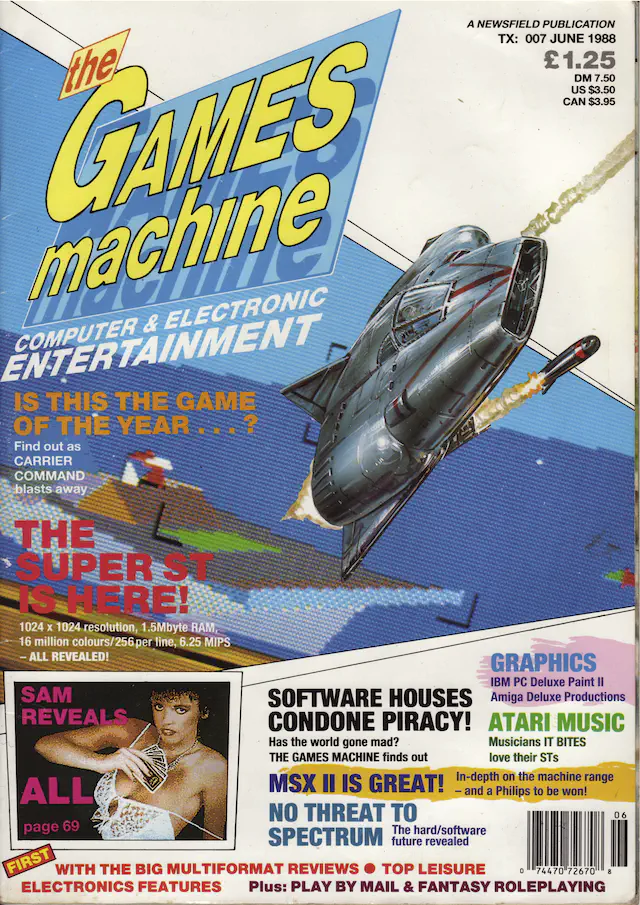 A NEWSFIELD PUBLICATION
TX: 007 JUNE 1988
£1.25
DM 7.50
US $3.50
CAN $3.95
the
GAMES
machine
COMPUTER & ELECTRONIC
ENTERTAINMENT
IS THIS THE GAME
OF THE YEAR . . . ?
Find out as
CARRIER
COMMAND
blasts away
THE
SUPER ST
IS HERE!
1024 x 1024 resolution, 1.5Mbyte RAM,
16 million colours/256 per line, 6.25 MIPS
– ALL REVEALED!
SAM
REVEALS
ALL
page 69
SOFTWARE HOUSES
CONDONE PIRACY!
Has the world gone mad?
THE GAMES MACHINE finds out
GRAPHICS
IBM PC Deluxe Paint II
Amiga Deluxe Productions
ATARI MUSIC
Musicians IT BITES
love their STs
MSX II IS GREAT!
In-depth on the machine range
– and a Philips to be won!
NO THREAT TO
SPECTRUM
The hard/software
future revealed
06
0 74470 72670 8
FIRST
WITH THE BIG MULTIFORMAT REVIEWS ● TOP LEISURE
ELECTRONICS FEATURES Plus: PLAY BY MAIL & FANTASY ROLEPLAYING